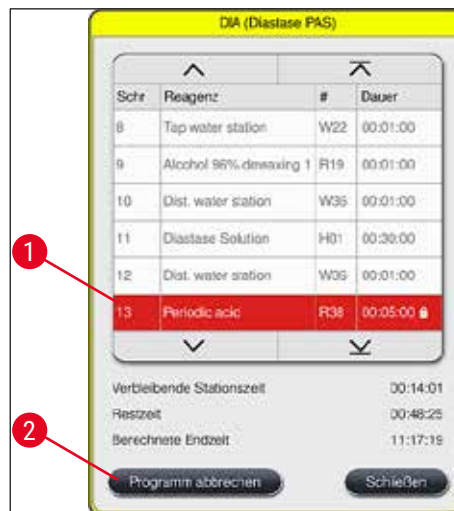 DIA (Diastase PAS)
Schr Reagenz # Dauer
8 Tap water station W22 00:01:00
9 Alcohol 96% dewaxing 1 R19 00:01:00
10 Dist. water station W36 00:01:00
11 Diastase Solution H01 00:30:00
12 Dist. water station W36 00:01:00
1
13 Periodic acid R38 00:05:00
Verbleibende Stationszeit 00:14:01
Restzeit 00:48:25
Berechnete Endzeit 11:17:19
2
Programm abbrechen Schießen